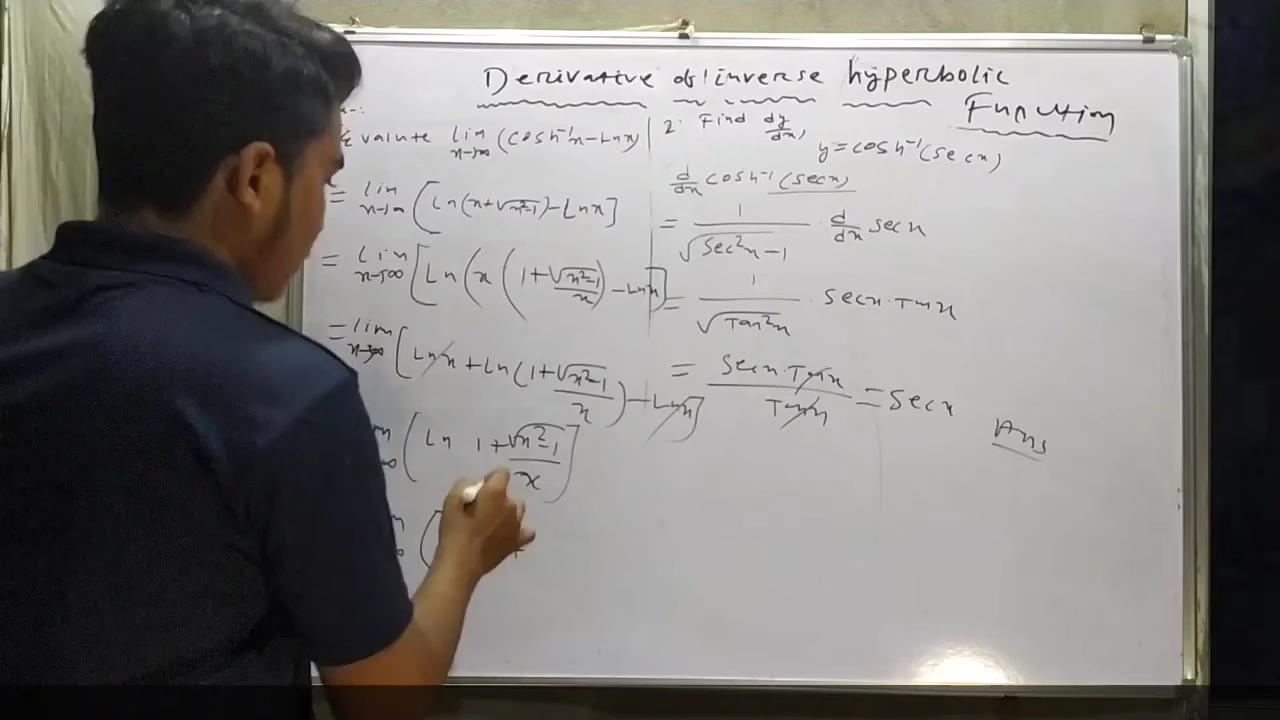 Derivative of inverse hyperbolic
Function
Evaluate lim x→∞ (cosh⁻¹x - Lnx)
= lim x→∞ (Ln(x+√x²-1) - Lnx]
= lim x→∞ [Ln(x(1+√x²-1/x) - Lnx]
= lim x→∞ [Lnx + Ln(1+√x²-1/x) - Lnx]
(Ln 1+√x²-1/x]
2. Find dy/dx,
y = cosh⁻¹(secx)
d/dx cosh⁻¹(secx)
= 1/√sec²x-1 · d/dx secx
= 1/√Tan²x · secx·Tanx
= Secx·Tanx/Tanx = Secx
Ans